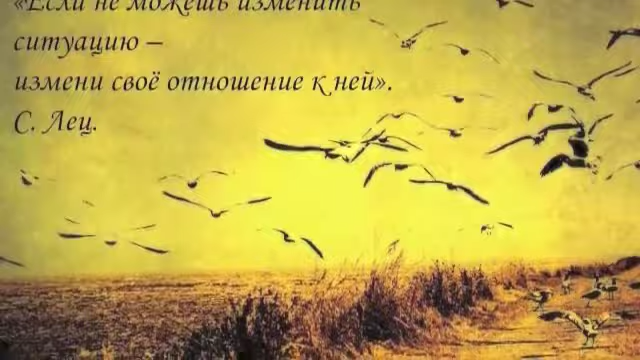 «Если не можешь изменить
ситуацию –
измени своё отношение к ней».
С. Лец.